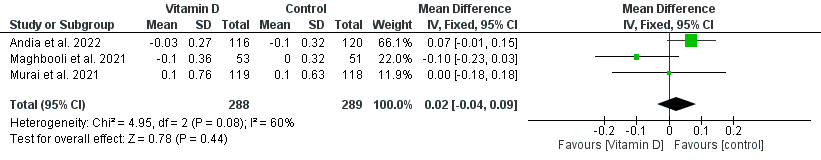 Vitamin D Control Mean Difference Mean Difference
Study or Subgroup Mean SD Total Mean SD Total Weight IV, Fixed, 95% CI IV, Fixed, 95% CI
Andia et al. 2022 -0.03 0.27 116 -0.1 0.32 120 66.1% 0.07 [-0.01, 0.15]
Maghbooli et al. 2021 -0.1 0.36 53 0 0.32 51 22.0% -0.10 [-0.23, 0.03]
Murai et al. 2021 0.1 0.76 119 0.1 0.63 118 11.9% 0.00 [-0.18, 0.18]
Total (95% CI) 288 289 100.0% 0.02 [-0.04, 0.09]
Heterogeneity: Chi² = 4.95, df = 2 (P = 0.08); I² = 60%
Test for overall effect: Z = 0.78 (P = 0.44)
-0.2 -0.1 0 0.1 0.2
Favours [Vitamin D] Favours [control]